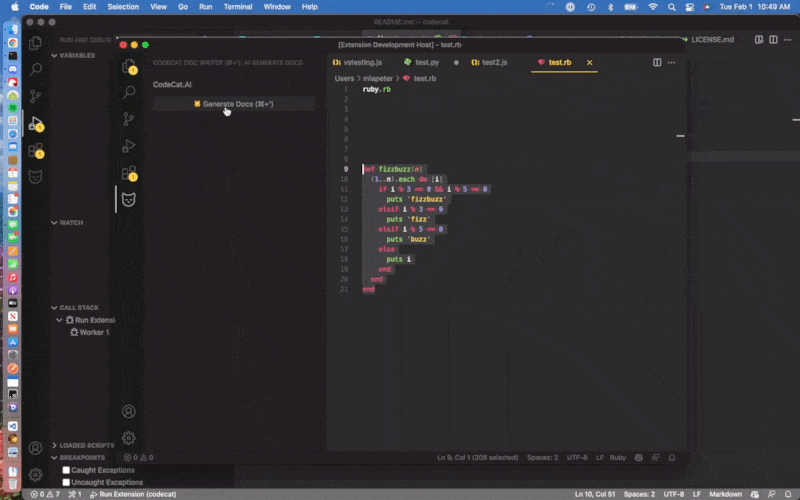 Code File Edit Selection View Go Run Terminal Window Help Tue Feb 1 10:49 AM
README.md — codecat
[Extension Development Host] - test.rb
LICENSE.md
RUN AND DEBUG
VARIABLES
WATCH
CALL STACK
Run Extensi
Worker 1
LOADED SCRIPTS
BREAKPOINTS
Caught Exceptions
Uncaught Exceptions
CODECAT DOC WRITER (⌘+'): AI GENERATE DOCS
CodeCat.AI
Generate Docs (⌘+')
vstesting.js test.py test2.js test.rb
Users > miapeter > test.rb
1 ruby.rb
2
3
4
5
6
7
8
9 def fizzbuzz(n)
10 (1..n).each do |i|
11 if i % 3 == 0 && i % 5 == 0
12 puts 'fizzbuzz'
13 elsif i % 3 == 0
14 puts 'fizz'
15 elsif i % 5 == 0
16 puts 'buzz'
17 else
18 puts i
19 end
20 end
21 end
0 0 Ln 9, Col 1 (208 selected) Spaces: 2 UTF-8 LF Ruby
0 7 1 Run Extension (codecat) Ln 10, Col 51 Spaces: 2 UTF-8 LF Markdown